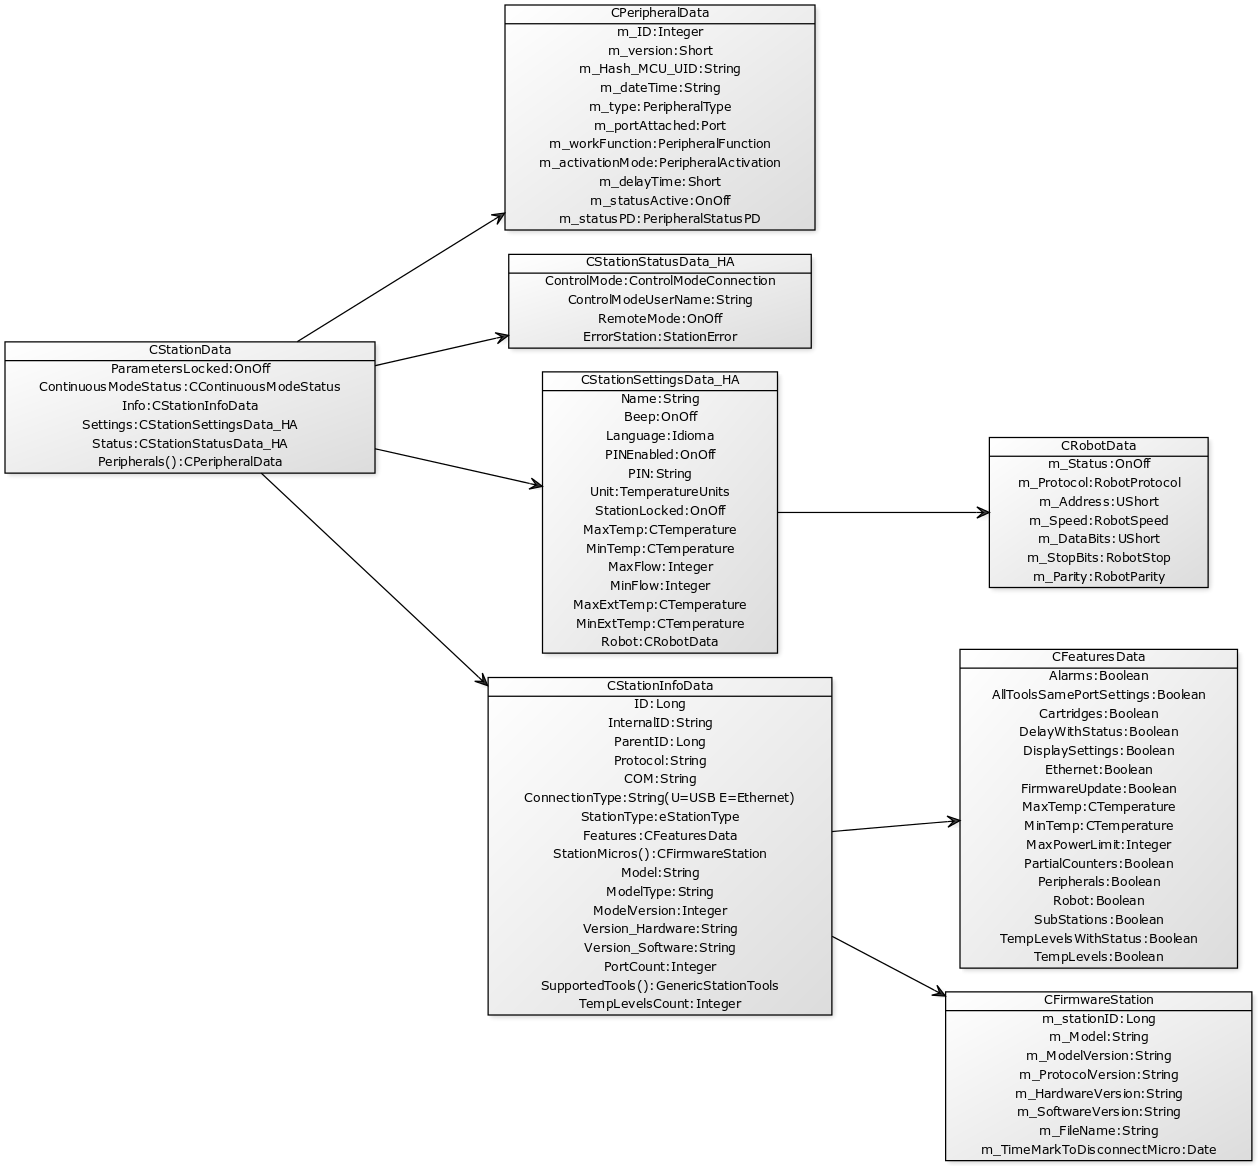 CPeripheralData
m_ID:Integer
m_version:Short
m_Hash_MCU_UID:String
m_dateTime:String
m_type:PeripheralType
m_portAttached:Port
m_workFunction:PeripheralFunction
m_activationMode:PeripheralActivation
m_delayTime:Short
m_statusActive:OnOff
m_statusPD:PeripheralStatusPD
CStationStatusData_HA
ControlMode:ControlModeConnection
ControlModeUserName:String
RemoteMode:OnOff
ErrorStation:StationError
CStationData
ParametersLocked:OnOff
ContinuousModeStatus:CContinuousModeStatus
Info:CStationInfoData
Settings:CStationSettingsData_HA
Status:CStationStatusData_HA
Peripherals():CPeripheralData
CStationSettingsData_HA
Name:String
Beep:OnOff
Language:Idioma
PINEnabled:OnOff
PIN:String
Unit:TemperatureUnits
StationLocked:OnOff
MaxTemp:CTemperature
MinTemp:CTemperature
MaxFlow:Integer
MinFlow:Integer
MaxExtTemp:CTemperature
MinExtTemp:CTemperature
Robot:CRobotData
CRobotData
m_Status:OnOff
m_Protocol:RobotProtocol
m_Address:UShort
m_Speed:RobotSpeed
m_DataBits:UShort
m_StopBits:RobotStop
m_Parity:RobotParity
CStationInfoData
ID:Long
InternalID:String
ParentID:Long
Protocol:String
COM:String
ConnectionType:String(U=USB E=Ethernet)
StationType:eStationType
Features:CFeaturesData
StationMicros():CFirmwareStation
Model:String
ModelType:String
ModelVersion:Integer
Version_Hardware:String
Version_Software:String
PortCount:Integer
SupportedTools():GenericStationTools
TempLevelsCount:Integer
CFeaturesData
Alarms:Boolean
AllToolsSamePortSettings:Boolean
Cartridges:Boolean
DelayWithStatus:Boolean
DisplaySettings:Boolean
Ethernet:Boolean
FirmwareUpdate:Boolean
MaxTemp:CTemperature
MinTemp:CTemperature
MaxPowerLimit:Integer
PartialCounters:Boolean
Peripherals:Boolean
Robot:Boolean
SubStations:Boolean
TempLevelsWithStatus:Boolean
TempLevels:Boolean
CFirmwareStation
m_stationID:Long
m_Model:String
m_ModelVersion:String
m_ProtocolVersion:String
m_HardwareVersion:String
m_SoftwareVersion:String
m_FileName:String
m_TimeMarkToDisconnectMicro:Date